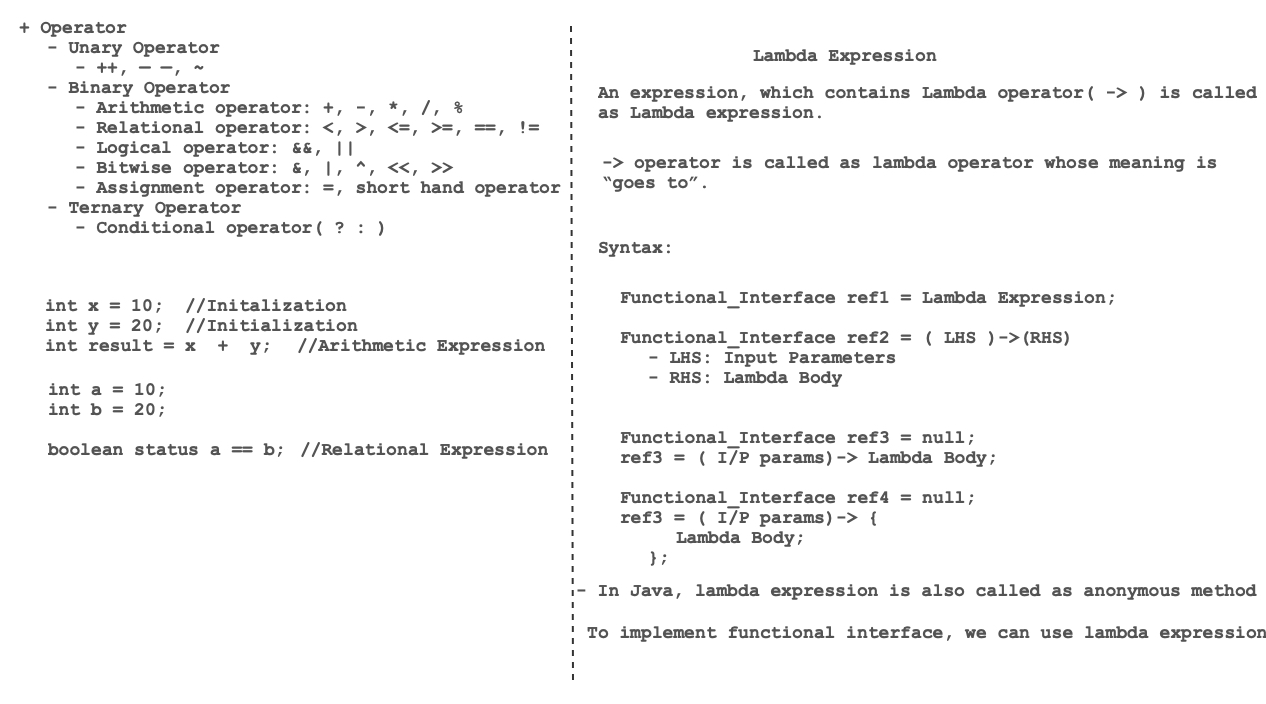 + Operator
- Unary Operator
- ++, — —, ~
- Binary Operator
- Arithmetic operator: +, -, *, /, %
- Relational operator: <, >, <=, >=, ==, !=
- Logical operator: &&, ||
- Bitwise operator: &, |, ^, <<, >>
- Assignment operator: =, short hand operator
- Ternary Operator
- Conditional operator( ? : )
int x = 10; //Initalization
int y = 20; //Initialization
int result = x + y; //Arithmetic Expression
int a = 10;
int b = 20;
boolean status a == b; //Relational Expression
Lambda Expression
An expression, which contains Lambda operator( -> ) is called
as Lambda expression.
-> operator is called as lambda operator whose meaning is
“goes to”.
Syntax:
Functional_Interface ref1 = Lambda Expression;
Functional_Interface ref2 = ( LHS )->(RHS)
- LHS: Input Parameters
- RHS: Lambda Body
Functional_Interface ref3 = null;
ref3 = ( I/P params)-> Lambda Body;
Functional_Interface ref4 = null;
ref3 = ( I/P params)-> {
Lambda Body;
};
- In Java, lambda expression is also called as anonymous method
To implement functional interface, we can use lambda expression